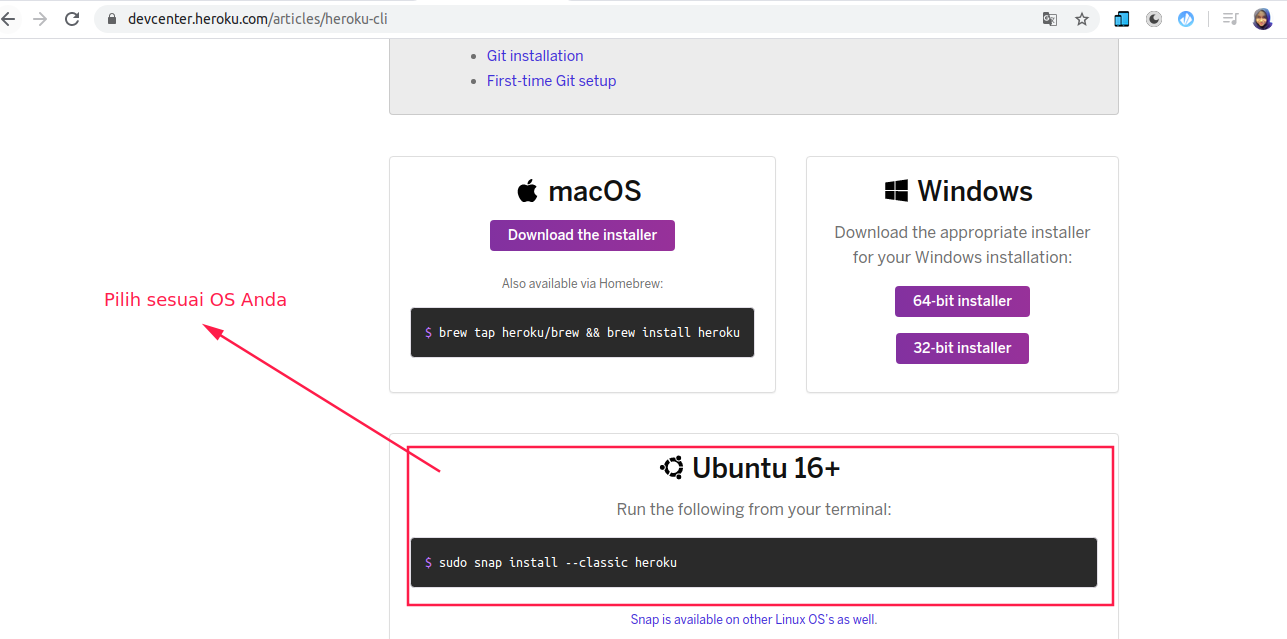 devcenter.heroku.com/articles/heroku-cli
Git installation
First-time Git setup
macOS
Download the installer
Also available via Homebrew:
$ brew tap heroku/brew && brew install heroku
Windows
Download the appropriate installer
for your Windows installation:
64-bit installer
32-bit installer
Pilih sesuai OS Anda
Ubuntu 16+
Run the following from your terminal:
$ sudo snap install --classic heroku
Snap is available on other Linux OS's as well.